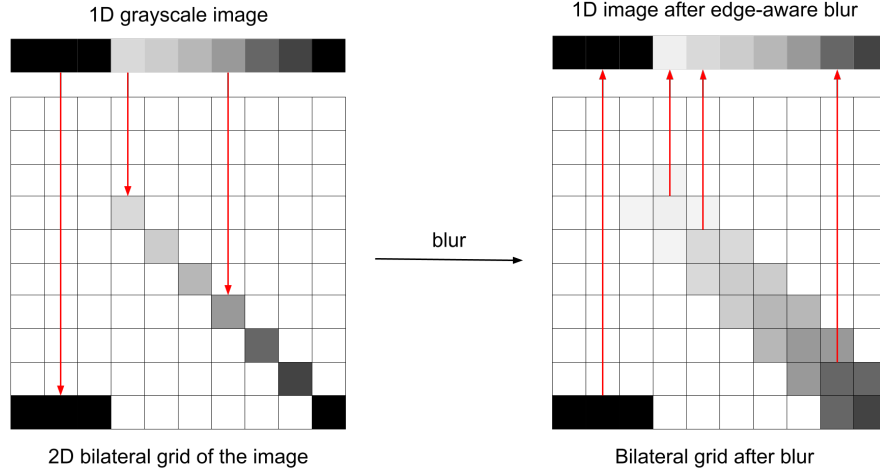 1D grayscale image
1D image after edge-aware blur
blur
2D bilateral grid of the image
Bilateral grid after blur